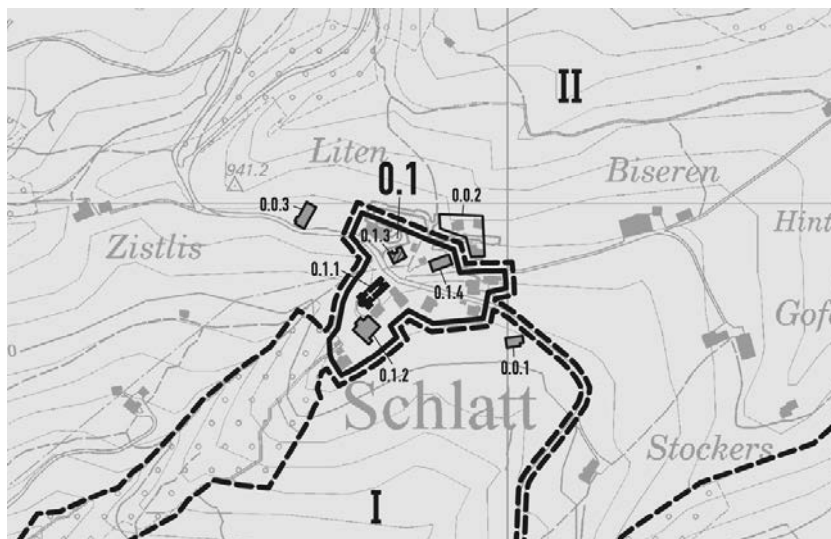 II
Liten
0.1
941.2
Biseren
0.0.3
0.0.2
Zistlis
0.1.3
Hint
0.1.1
0.1.4
Gof
0.0.1
0.1.2
Schlatt
Stockers
I